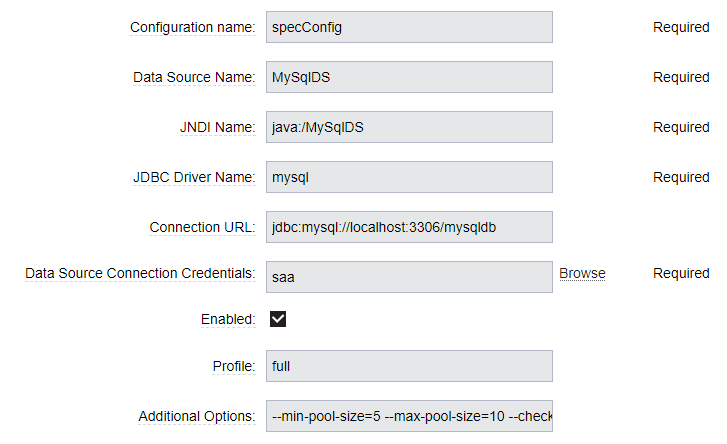 Configuration name: specConfig Required
Data Source Name: MySqlDS Required
JNDI Name: java:/MySqlDS Required
JDBC Driver Name: mysql Required
Connection URL: jdbc:mysql://localhost:3306/mysqldb
Data Source Connection Credentials: saa Browse Required
Enabled:
Profile: full
Additional Options: --min-pool-size=5 --max-pool-size=10 --check